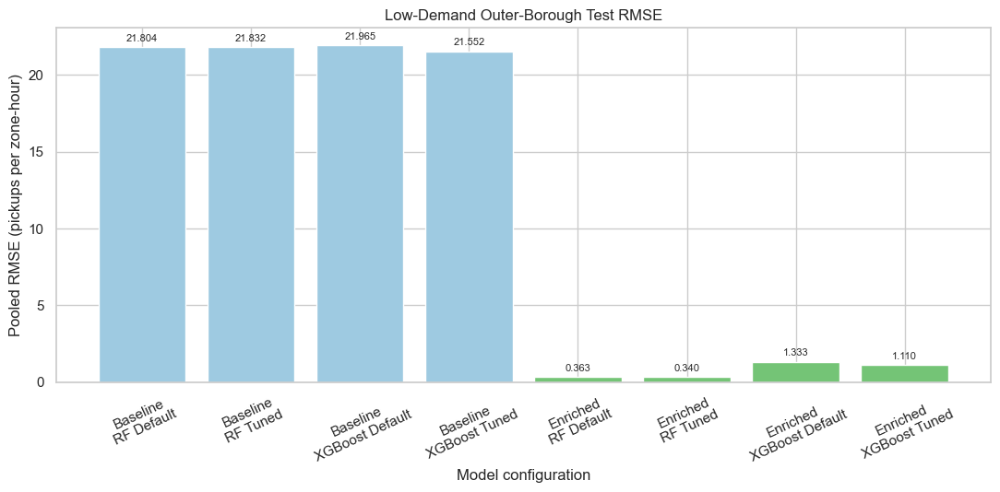 Low-Demand Outer-Borough Test RMSE
Pooled RMSE (pickups per zone-hour)
20
15
10
5
0
21.804
21.832
21.965
21.552
0.363
0.340
1.333
1.110
Baseline
RF Default
Baseline
RF Tuned
Baseline
XGBoost Default
Baseline
XGBoost Tuned
Enriched
RF Default
Enriched
RF Tuned
Enriched
XGBoost Default
Enriched
XGBoost Tuned
Model configuration